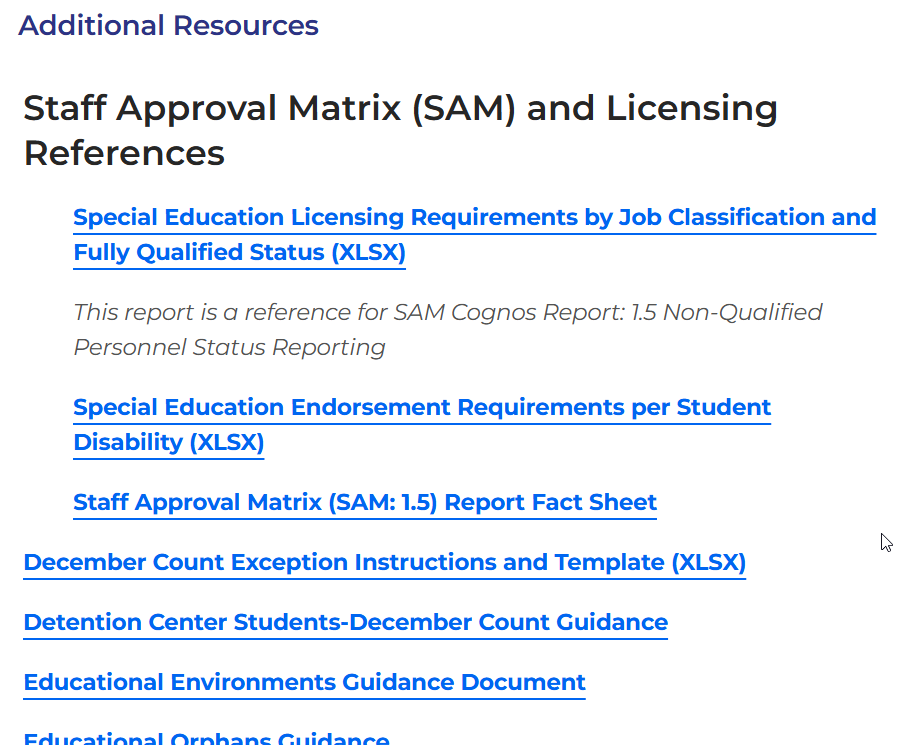 Additional Resources
Staff Approval Matrix (SAM) and Licensing
References
Special Education Licensing Requirements by Job Classification and
Fully Qualified Status (XLSX)
This report is a reference for SAM Cognos Report: 1.5 Non-Qualified
Personnel Status Reporting
Special Education Endorsement Requirements per Student
Disability (XLSX)
Staff Approval Matrix (SAM: 1.5) Report Fact Sheet
December Count Exception Instructions and Template (XLSX)
Detention Center Students-December Count Guidance
Educational Environments Guidance Document
Educational Orphans Guidance